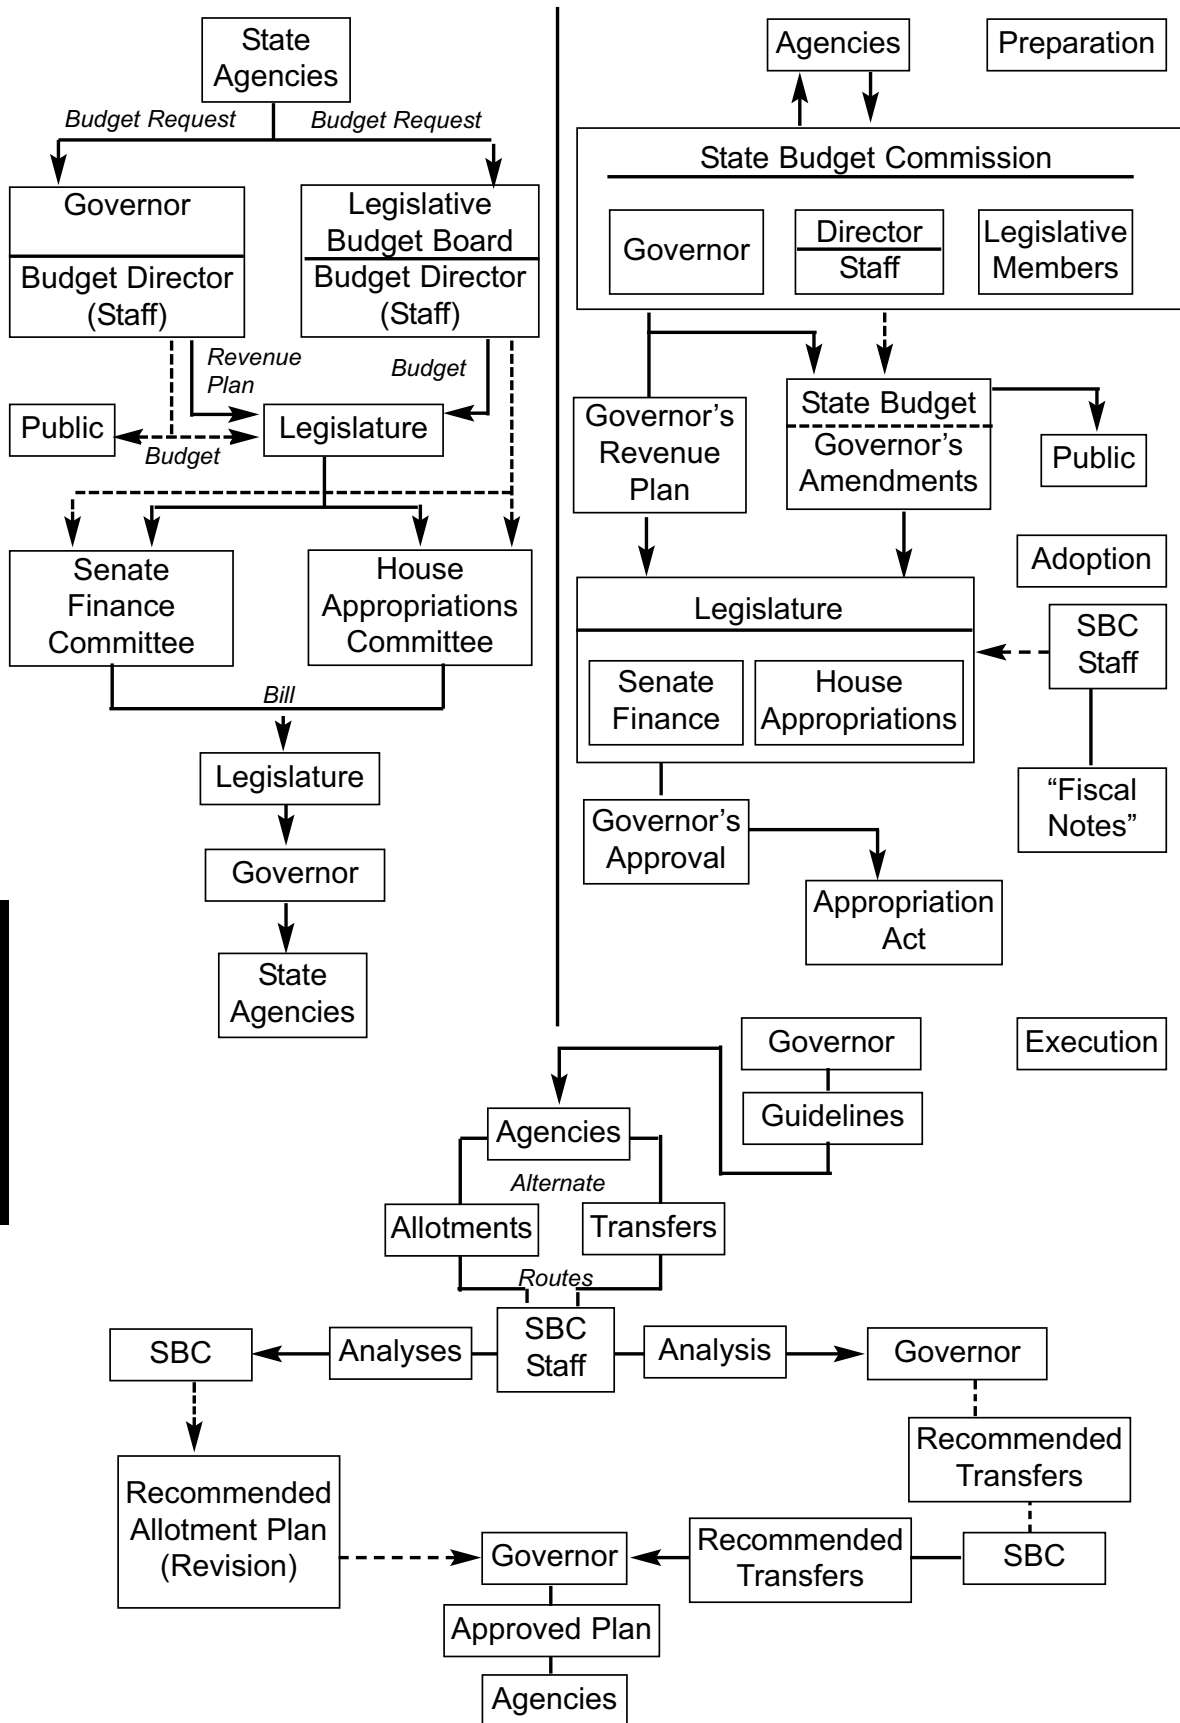 State
Agencies
Budget Request
Budget Request
Governor
Budget Director
(Staff)
Legislative
Budget Board
Budget Director
(Staff)
Revenue
Plan
Budget
Public
Budget
Legislature
Senate
Finance
Committee
House
Appropriations
Committee
Bill
Legislature
Governor
State
Agencies
Agencies
Preparation
State Budget Commission
Governor
Director
Staff
Legislative
Members
Governor’s
Revenue
Plan
State Budget
Governor’s
Amendments
Public
Adoption
Legislature
Senate
Finance
House
Appropriations
SBC
Staff
“Fiscal
Notes”
Governor’s
Approval
Appropriation
Act
Governor
Execution
Guidelines
Agencies
Alternate
Allotments
Transfers
Routes
SBC
Analyses
SBC
Staff
Analysis
Governor
Recommended
Transfers
Recommended
Allotment Plan
(Revision)
Governor
Recommended
Transfers
SBC
Approved Plan
Agencies